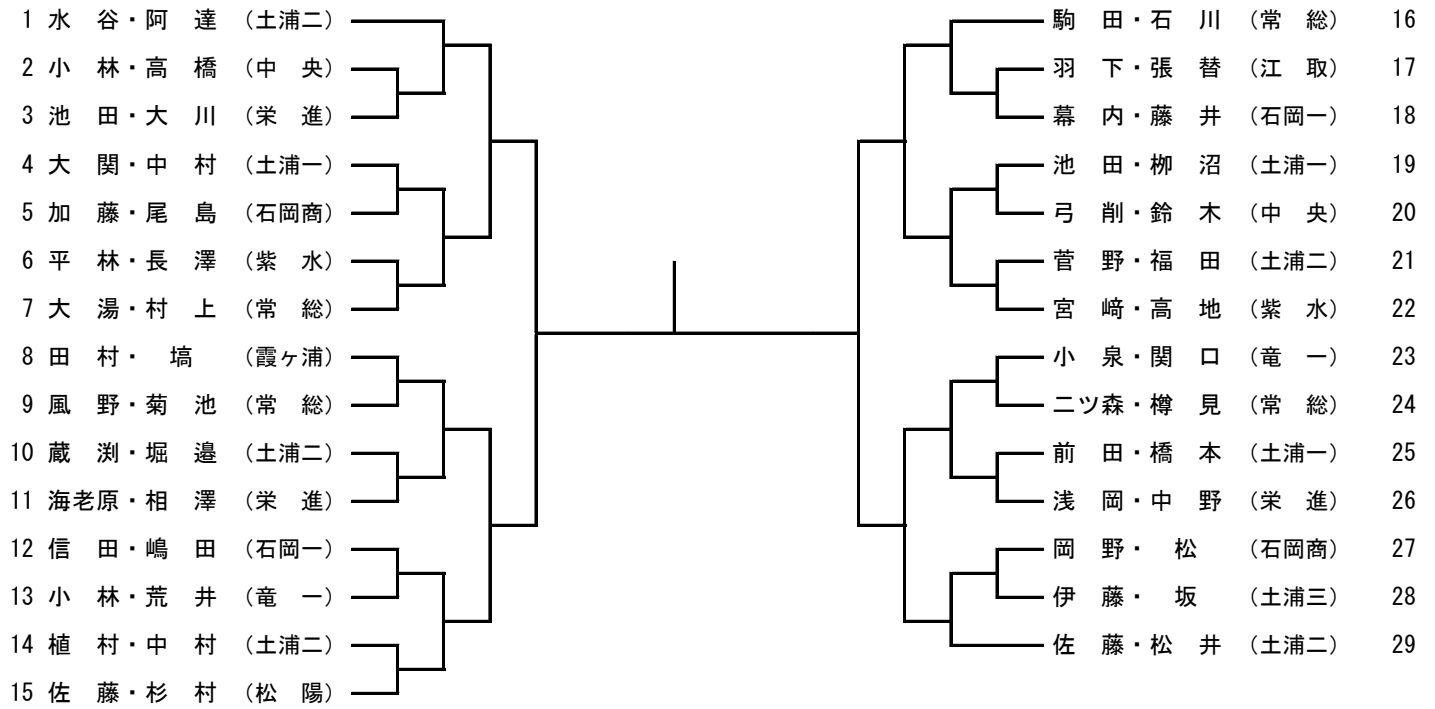 1 水 谷・阿 達 (土浦二)
2 小 林・高 橋 (中 央)
3 池 田・大 川 (栄 進)
4 大 関・中 村 (土浦一)
5 加 藤・尾 島 (石岡商)
6 平 林・長 澤 (紫 水)
7 大 湯・村 上 (常 総)
8 田 村・ 塙 (霞ヶ浦)
9 風 野・菊 池 (常 総)
10 蔵 渕・堀 邉 (土浦二)
11 海老原・相 澤 (栄 進)
12 信 田・嶋 田 (石岡一)
13 小 林・荒 井 (竜 一)
14 植 村・中 村 (土浦二)
15 佐 藤・杉 村 (松 陽)
駒 田・石 川 (常 総) 16
羽 下・張 替 (江 取) 17
幕 内・藤 井 (石岡一) 18
池 田・栁 沼 (土浦一) 19
弓 削・鈴 木 (中 央) 20
菅 野・福 田 (土浦二) 21
宮 﨑・高 地 (紫 水) 22
小 泉・関 口 (竜 一) 23
二ツ森・樽 見 (常 総) 24
前 田・橋 本 (土浦一) 25
浅 岡・中 野 (栄 進) 26
岡 野・ 松 (石岡商) 27
伊 藤・ 坂 (土浦三) 28
佐 藤・松 井 (土浦二) 29